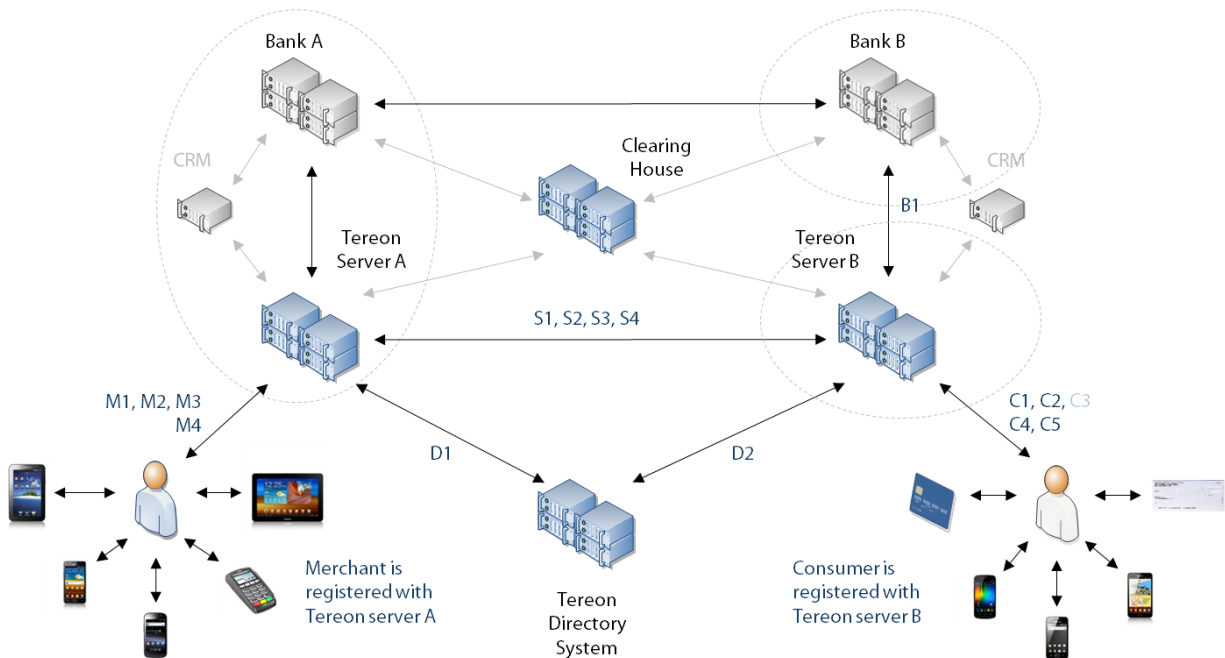 Bank A
Bank B
Clearing
House
CRM
CRM
B1
Tereon
Server A
Tereon
Server B
S1, S2, S3, S4
M1, M2, M3
M4
C1, C2, C3
C4, C5
D1
D2
Merchant is
registered with
Tereon server A
Consumer is
registered with
Tereon server B
Tereon
Directory
System